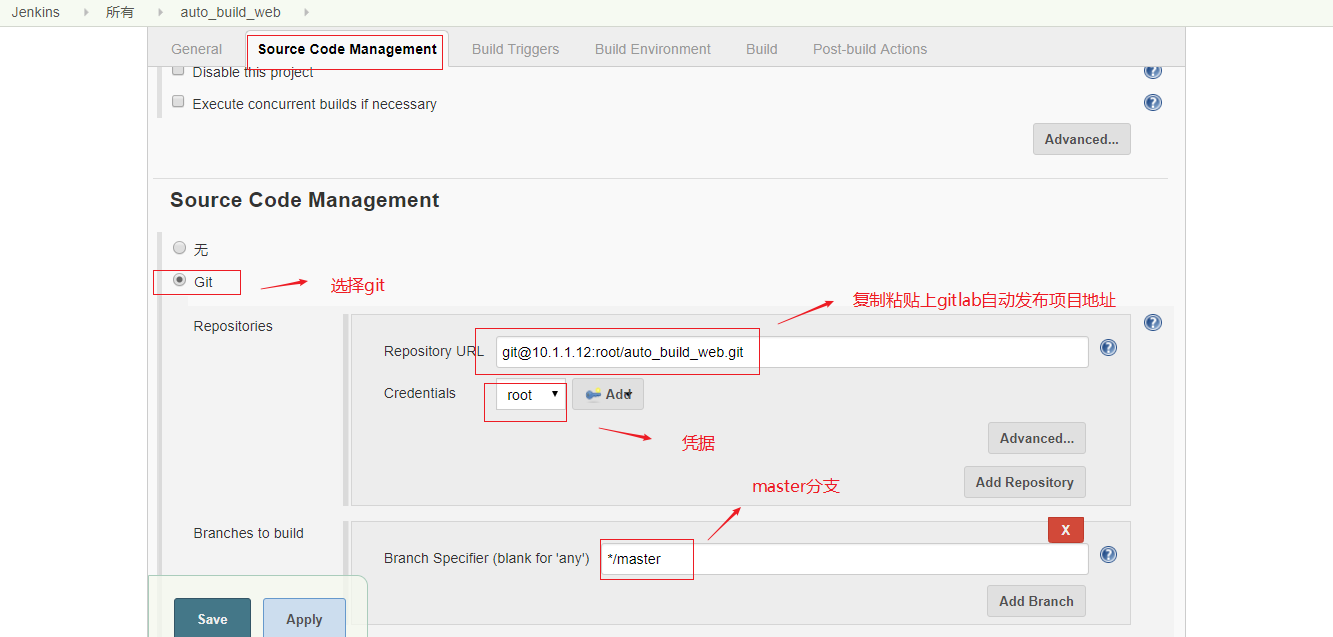 Jenkins 所有 auto_build_web
General Source Code Management Build Triggers Build Environment Build Post-build Actions
Disable this project
Execute concurrent builds if necessary
Advanced...
Source Code Management
无
Git
选择git
复制粘贴上gitlab自动发布项目地址
Repositories
Repository URL git@10.1.1.12:root/auto_build_web.git
Credentials root Add
凭据
Advanced...
Add Repository
master分支
Branches to build
X
Branch Specifier (blank for 'any') */master
Add Branch
Save Apply